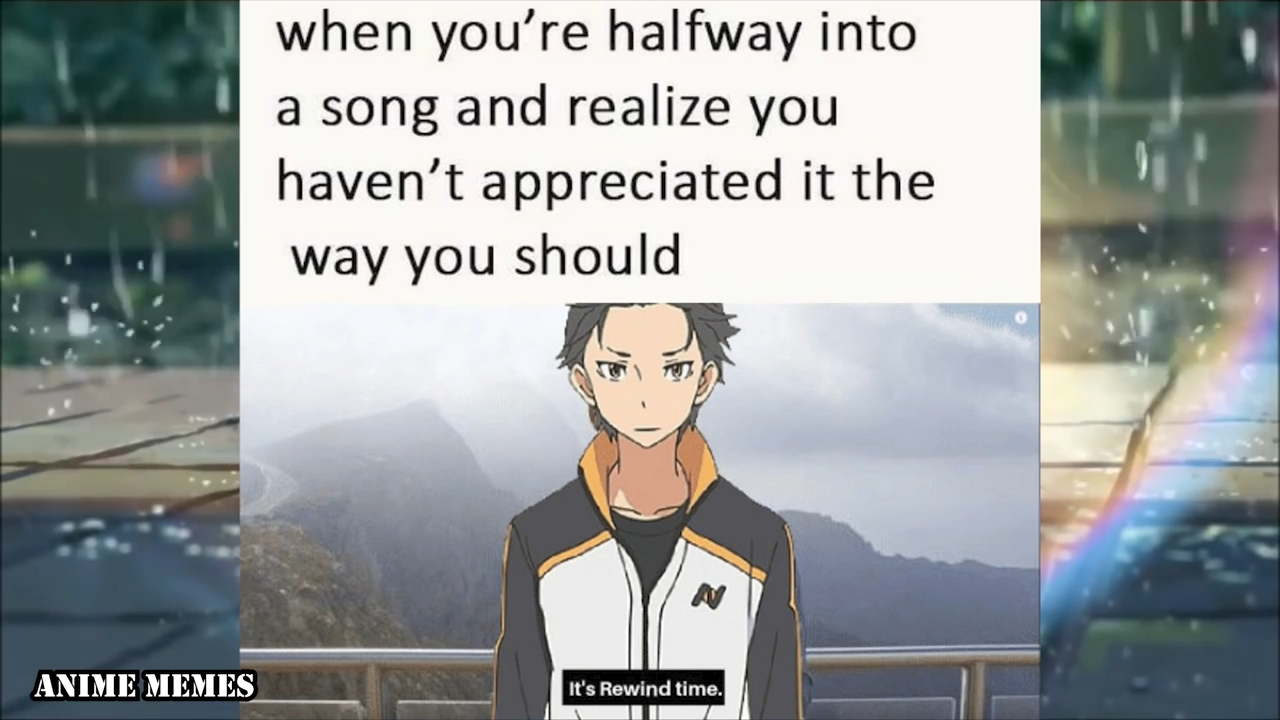 when you’re halfway into
a song and realize you
haven’t appreciated it the
way you should
It's Rewind time.
ANIME MEMES